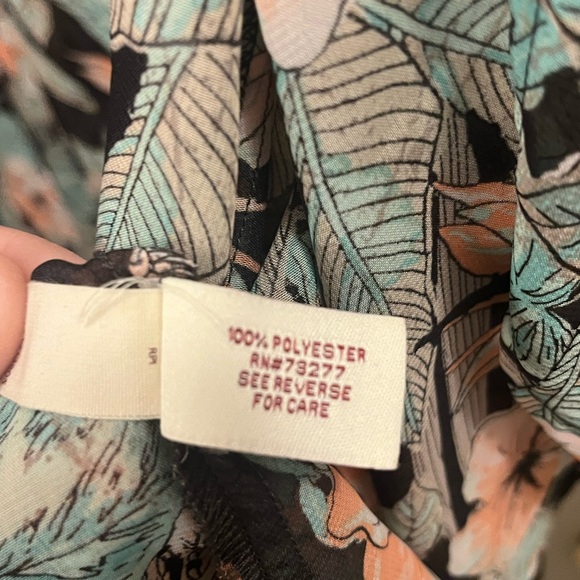 100% POLYESTER
RN#73277
SEE REVERSE
FOR CARE